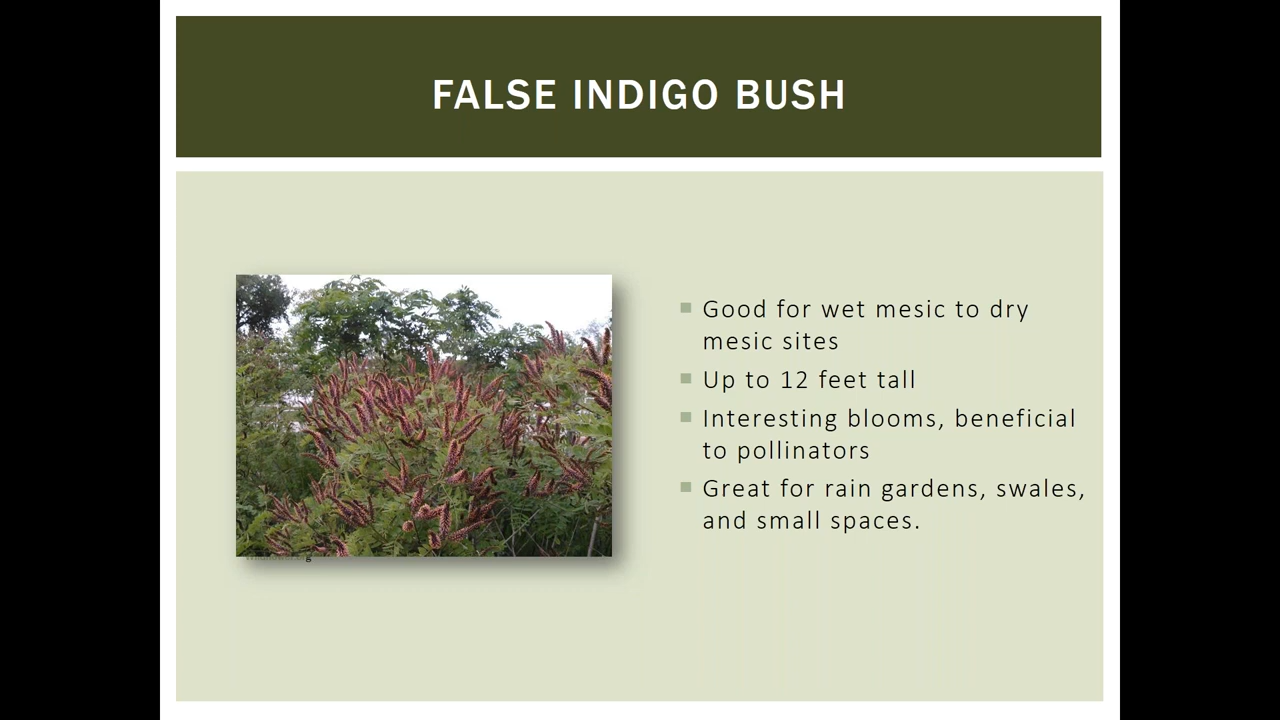 FALSE INDIGO BUSH
Good for wet mesic to dry
mesic sites
Up to 12 feet tall
Interesting blooms, beneficial
to pollinators
Great for rain gardens, swales,
and small spaces.